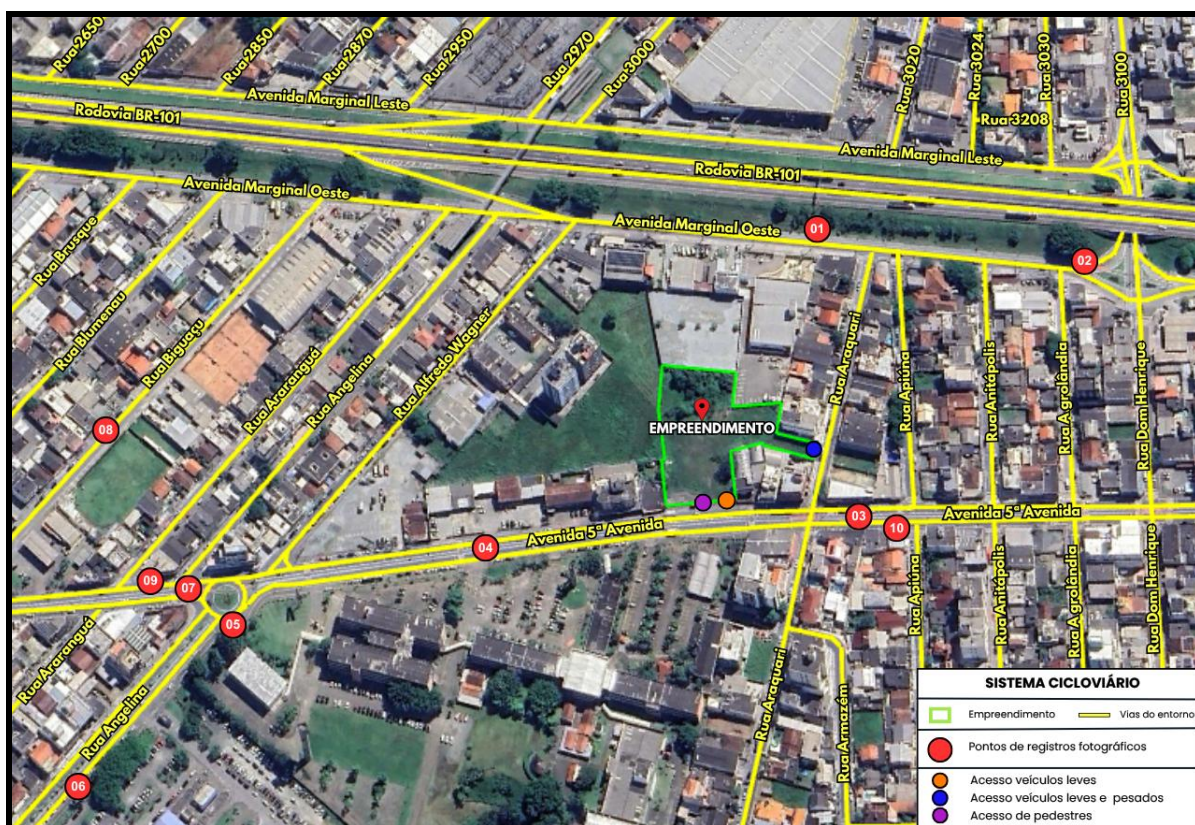 Rua 2650
Rua 2700
Rua 2850
Rua 2870
Rua 2950
Rua 2970
Rua 3000
Rua 3020
Rua 3024
Rua 3030
Rua 3100
Rua 3208
Avenida Marginal Leste
Rodovia BR-101
Avenida Marginal Leste
Rodovia BR-101
Avenida Marginal Oeste
Avenida Marginal Oeste
01
02
Rua Brusque
Rua Blumenau
Rua Biguaçu
Rua Araranguá
Rua Angelina
Rua Alfredo Wagner
Rua Araquari
Rua Apiúna
Rua Anitápolis
Rua A.grolândia
Rua Dom Henrique
EMPREENDIMENTO
08
03
10
Avenida 5ª Avenida
Avenida 5ª Avenida
04
09
07
05
06
Rua Araranguá
Rua Angelina
Rua Araquari
Rua Armazém
Rua Apiúna
Rua Anitápolis
Rua A.grolândia
Rua Dom Henrique
SISTEMA CICLOVIÁRIO
Empreendimento
Vias do entorno
Pontos de registros fotográficos
Acesso veículos leves
Acesso veículos leves e pesados
Acesso de pedestres